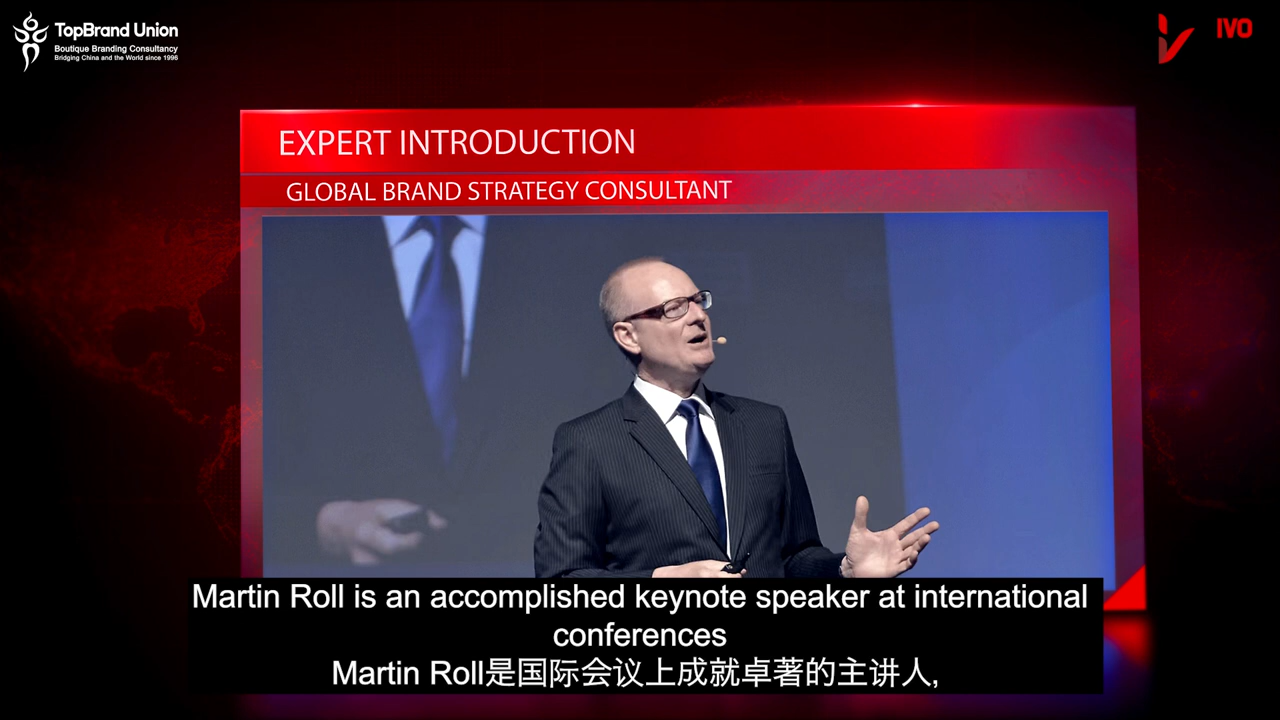 TopBrand Union
Boutique Branding Consultancy
Bridging China and the World since 1996
IVO
EXPERT INTRODUCTION
GLOBAL BRAND STRATEGY CONSULTANT
Martin Roll is an accomplished keynote speaker at international
conferences
Martin Roll是国际会议上成就卓著的主讲人,